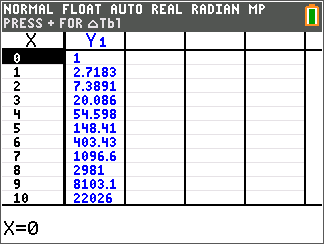 NORMAL FLOAT AUTO REAL RADIAN MP
PRESS + FOR △Tbl
X Y1
0 1
1 2.7183
2 7.3891
3 20.086
4 54.598
5 148.41
6 403.43
7 1096.6
8 2981
9 8103.1
10 22026
X=0